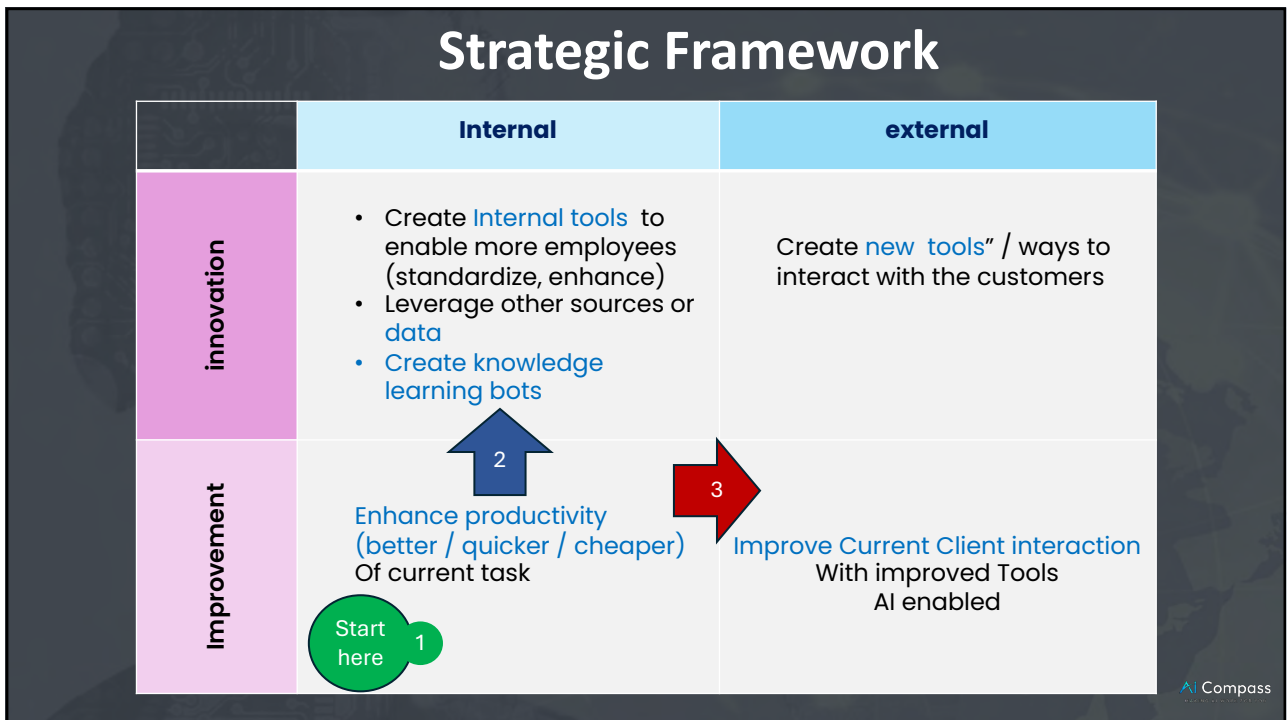 Strategic Framework
Internal
external
innovation
• Create Internal tools to
enable more employees
(standardize, enhance)
• Leverage other sources or
data
• Create knowledge
learning bots
Create new tools” / ways to
interact with the customers
2
3
Improvement
Enhance productivity
(better / quicker / cheaper)
Of current task
Improve Current Client interaction
With improved Tools
AI enabled
Start
here
1
Ai Compass